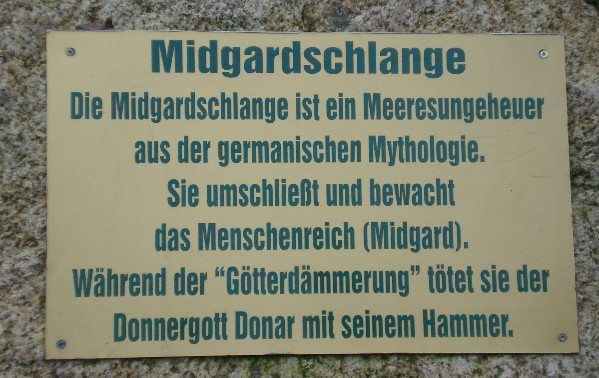 Midgardschlange
Die Midgardschlange ist ein Meeresungeheuer
aus der germanischen Mythologie.
Sie umschließt und bewacht
das Menschenreich (Midgard).
Während der “Götterdämmerung” tötet sie der
Donnergott Donar mit seinem Hammer.